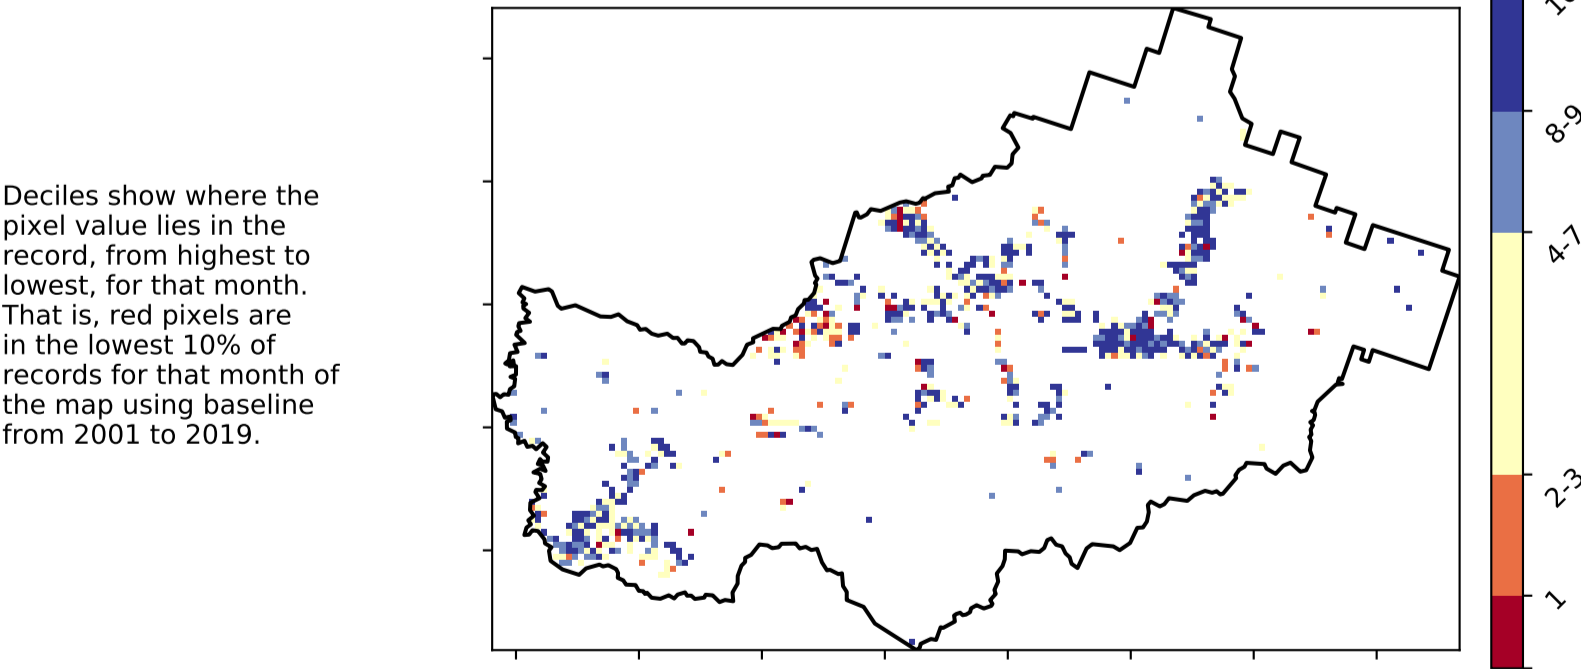 Deciles show where the
pixel value lies in the
record, from highest to
lowest, for that month.
That is, red pixels are
in the lowest 10% of
records for that month of
the map using baseline
from 2001 to 2019.
8-9
4-7
2-3
1